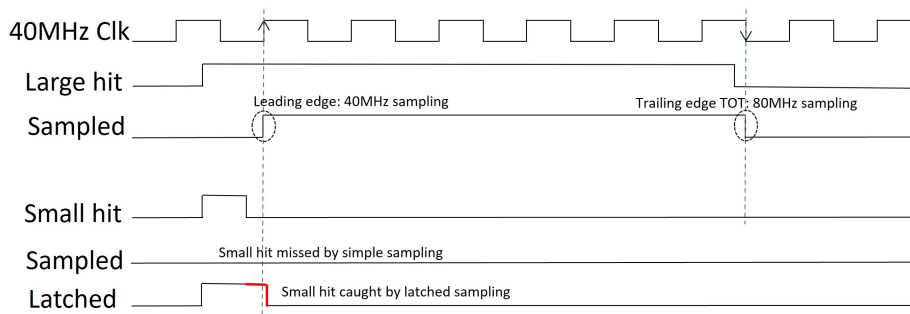 40MHz Clk
Large hit
Leading edge: 40MHz sampling
Trailing edge TOT: 80MHz sampling
Sampled
Small hit
Small hit missed by simple sampling
Sampled
Small hit caught by latched sampling
Latched